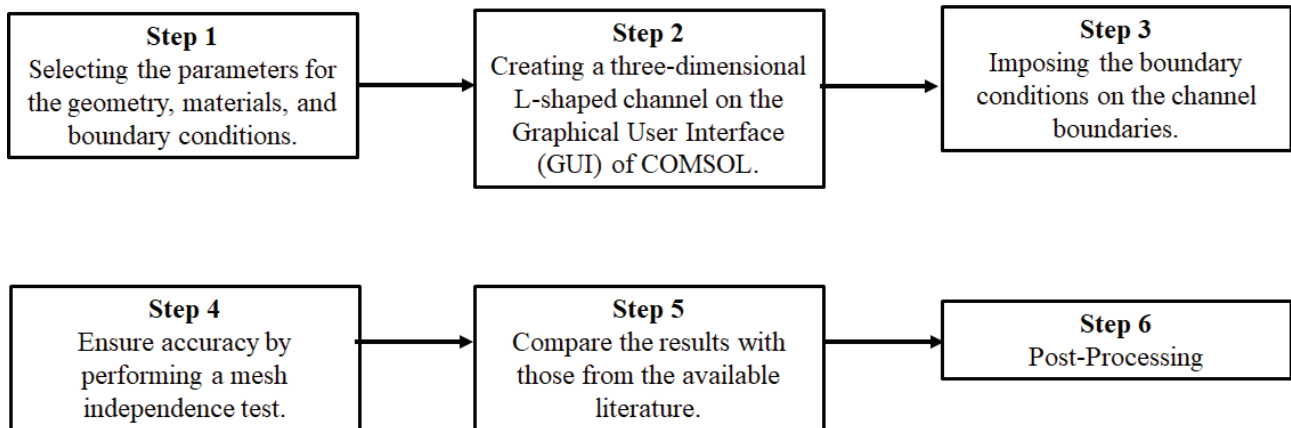 Step 1
Selecting the parameters for
the geometry, materials, and
boundary conditions.
Step 2
Creating a three-dimensional
L-shaped channel on the
Graphical User Interface
(GUI) of COMSOL.
Step 3
Imposing the boundary
conditions on the channel
boundaries.
Step 4
Ensure accuracy by
performing a mesh
independence test.
Step 5
Compare the results with
those from the available
literature.
Step 6
Post-Processing